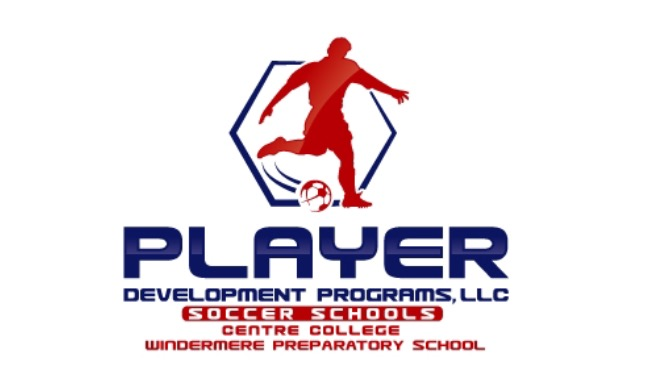 PLAYER
DEVELOPMENT PROGRAMS, LLC
SOCCER SCHOOLS
CENTRE COLLEGE
WINDERMERE PREPARATORY SCHOOL